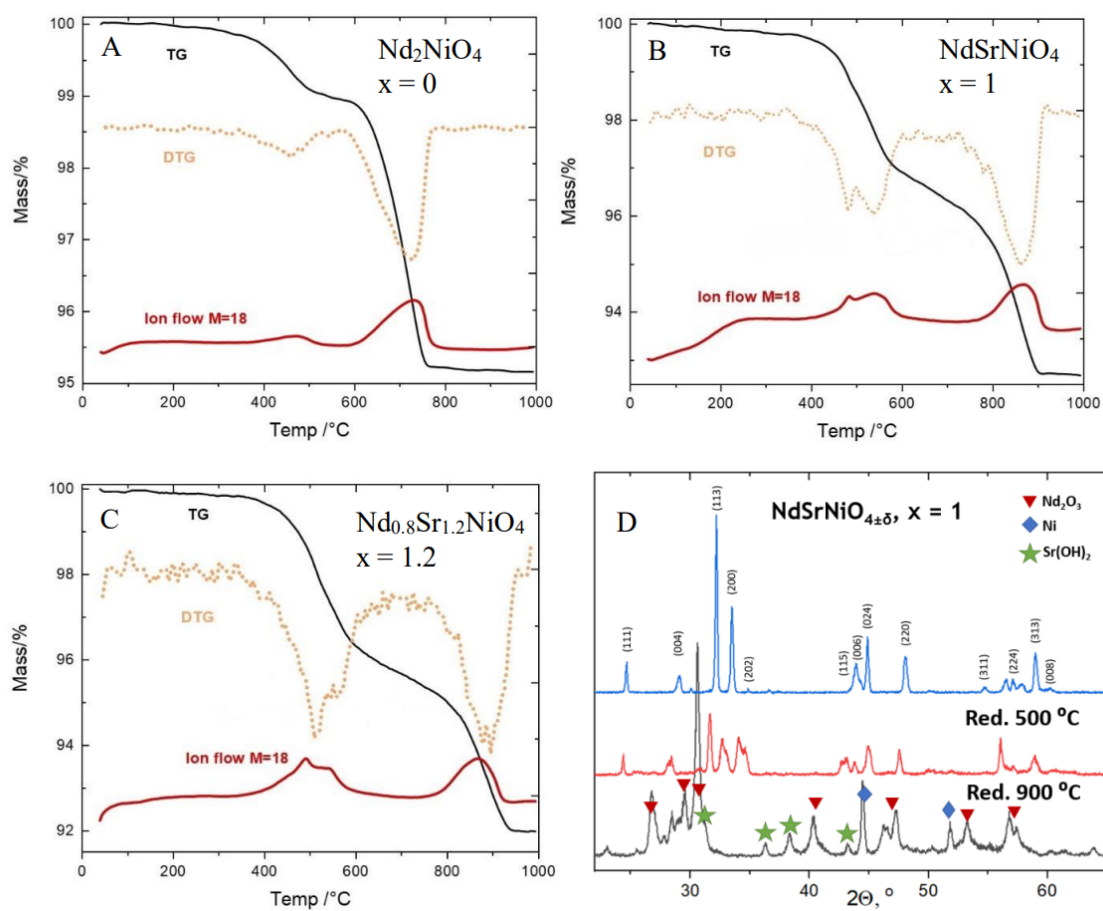 A
Nd₂NiO₄
x = 0
TG
DTG
Ion flow M=18
Mass/%
100
99
98
97
96
95
0 200 400 600 800 1000
Temp /°C
B
NdSrNiO₄
x = 1
TG
DTG
Ion flow M=18
Mass/%
100
98
96
94
0 200 400 600 800 1000
Temp /°C
C
Nd₀.₈Sr₁.₂NiO₄
x = 1.2
TG
DTG
Ion flow M=18
Mass/%
100
98
96
94
92
0 200 400 600 800 1000
Temp /°C
D
NdSrNiO₄±δ, x = 1
Nd₂O₃
Ni
Sr(OH)₂
(111)
(004)
(113)
(200)
(202)
(115)
(006)
(024)
(220)
(311)
(224)
(313)
(008)
Red. 500 °C
Red. 900 °C
30 40 50 60
2Θ, °